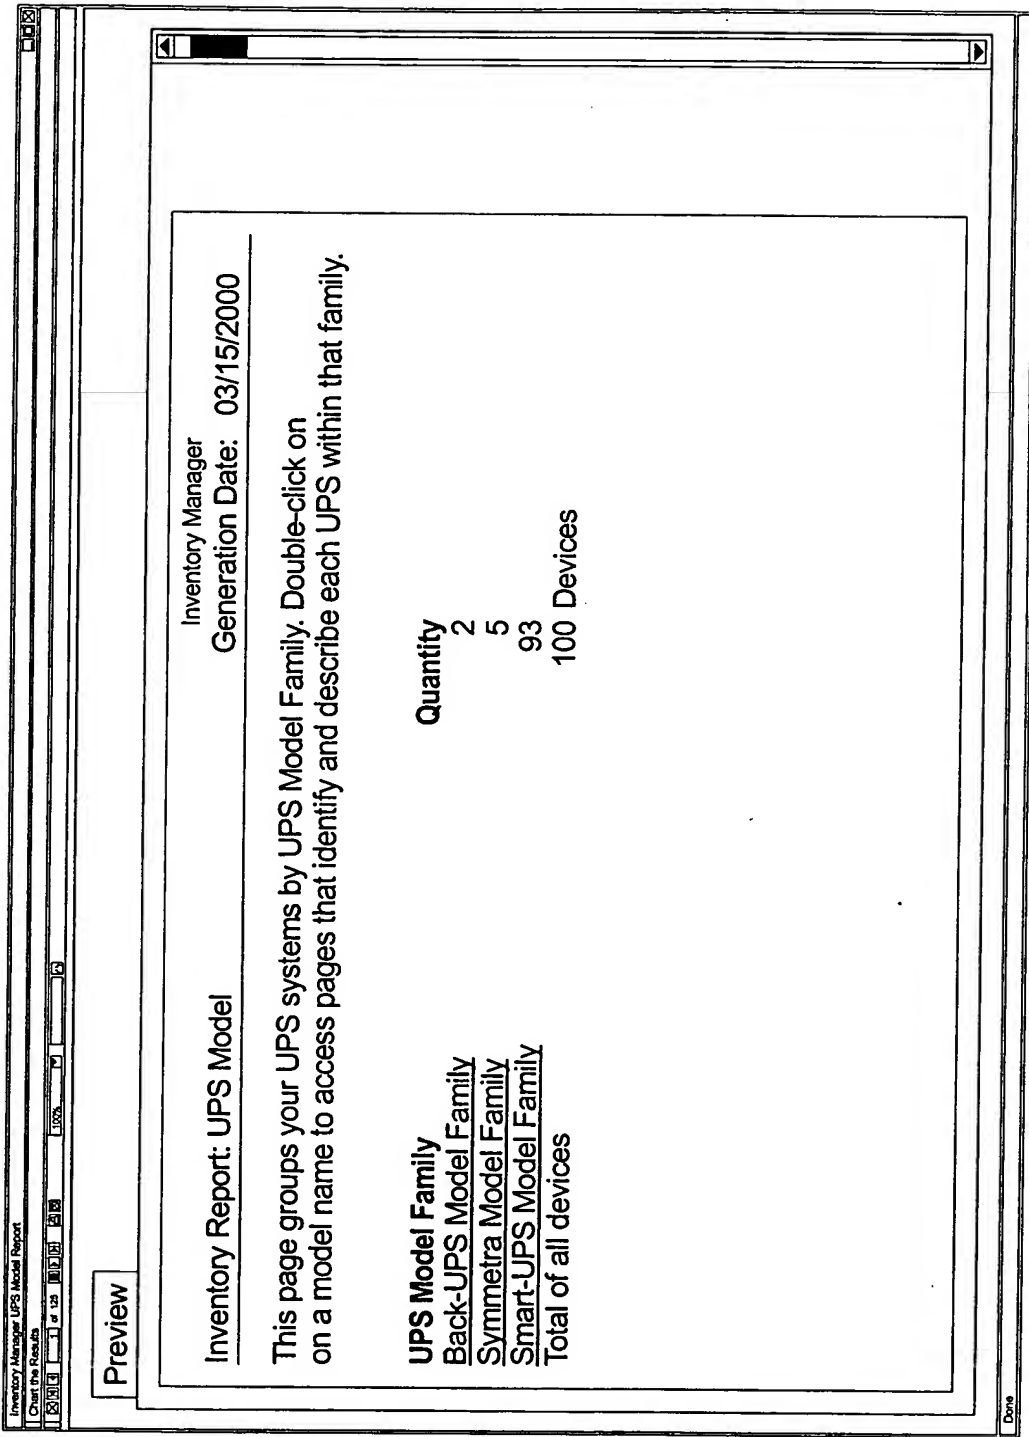 Inventory Manager UPS Model Report
Chart the Results
1 of 125 100%
Preview
Inventory Manager
Inventory Report: UPS Model Generation Date: 03/15/2000
This page groups your UPS systems by UPS Model Family. Double-click on
on a model name to access pages that identify and describe each UPS within that family.
UPS Model Family Quantity
Back-UPS Model Family 2
Symmetra Model Family 5
Smart-UPS Model Family 93
Total of all devices 100 Devices
Done